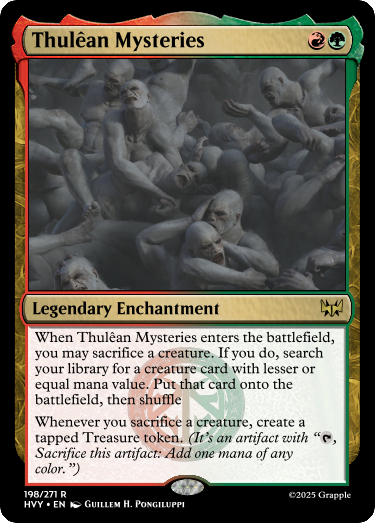 Thulêan Mysteries
Legendary Enchantment
When Thulêan Mysteries enters the battlefield,
you may sacrifice a creature. If you do, search
your library for a creature card with lesser or
equal mana value. Put that card onto the
battlefield, then shuffle
Whenever you sacrifice a creature, create a
tapped Treasure token. (It's an artifact with “,
Sacrifice this artifact: Add one mana of any
color.”)
198/271 R
HVY • EN Guillem H. Pongiluppi
©2025 Grapple